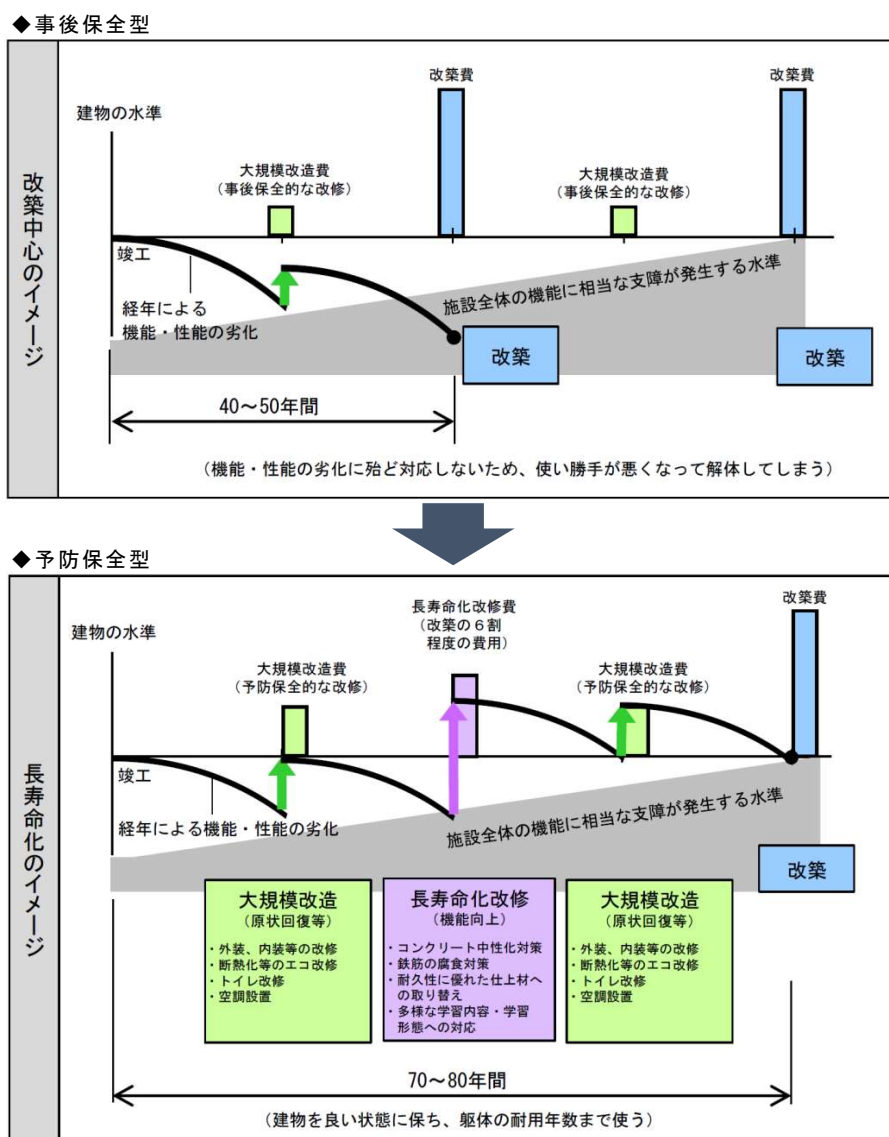 ◆事後保全型
改築中心のイメージ
建物の水準
改築費
改築費
大規模改造費
（事後保全的な改修）
大規模改造費
（事後保全的な改修）
竣工
経年による
機能・性能の劣化
施設全体の機能に相当な支障が発生する水準
改築
改築
40～50年間
（機能・性能の劣化に殆ど対応しないため、使い勝手が悪くなって解体してしまう）
◆予防保全型
長寿命化のイメージ
建物の水準
長寿命化改修費
（改築の６割
程度の費用）
改築費
大規模改造費
（予防保全的な改修）
大規模改造費
（予防保全的な改修）
竣工
経年による機能・性能の劣化
施設全体の機能に相当な支障が発生する水準
改築
大規模改造
（原状回復等）
・外装、内装等の改修
・断熱化等のエコ改修
・トイレ改修
・空調設置
長寿命化改修
（機能向上）
・コンクリート中性化対策
・鉄筋の腐食対策
・耐久性に優れた仕上材へ
の取り替え
・多様な学習内容・学習
形態への対応
大規模改造
（原状回復等）
・外装、内装等の改修
・断熱化等のエコ改修
・トイレ改修
・空調設置
70～80年間
（建物を良い状態に保ち、躯体の耐用年数まで使う）